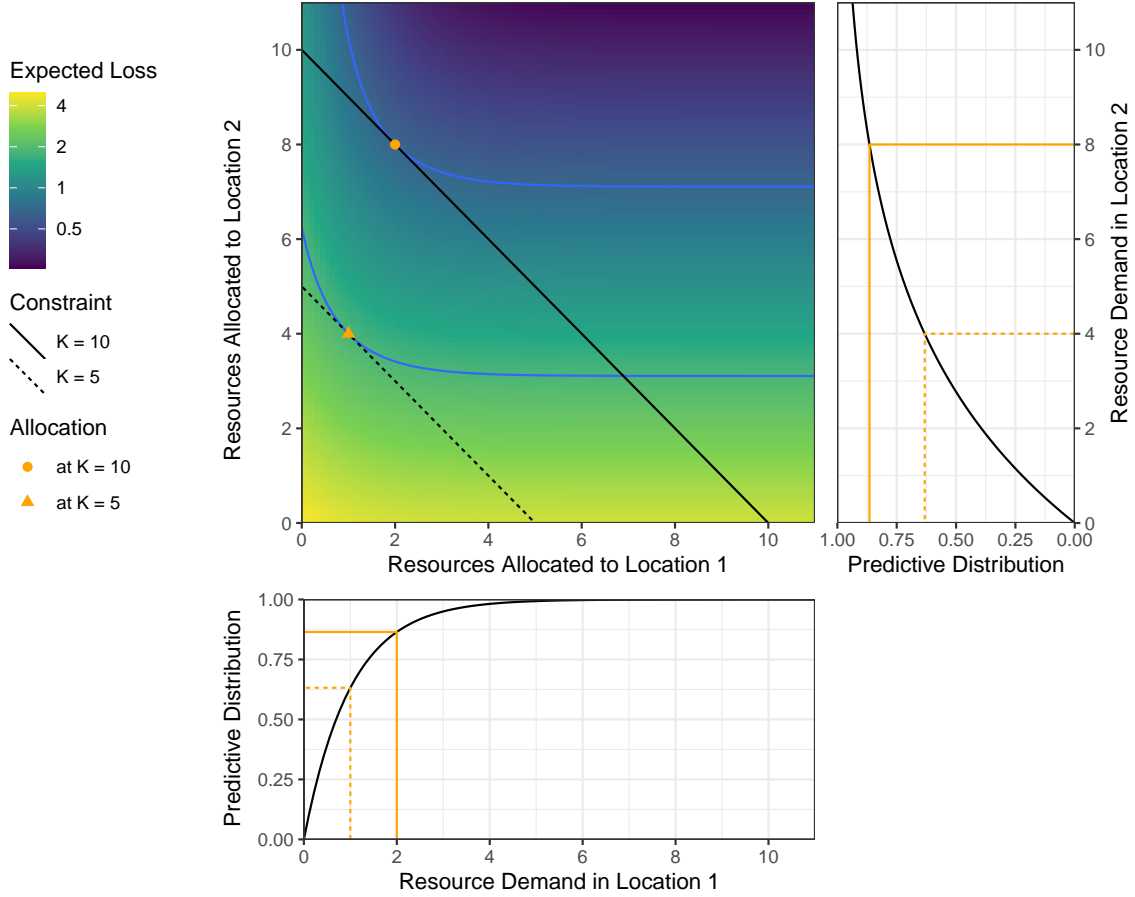 Expected Loss
4
2
1
0.5
Constraint
K = 10
K = 5
Allocation
at K = 10
at K = 5
Resources Allocated to Location 2
10
8
6
4
2
0
0 2 4 6 8 10
Resources Allocated to Location 1
10
8
6
4
2
0
Resource Demand in Location 2
1.00 0.75 0.50 0.25 0.00
Predictive Distribution
Predictive Distribution
1.00
0.75
0.50
0.25
0.00
0 2 4 6 8 10
Resource Demand in Location 1